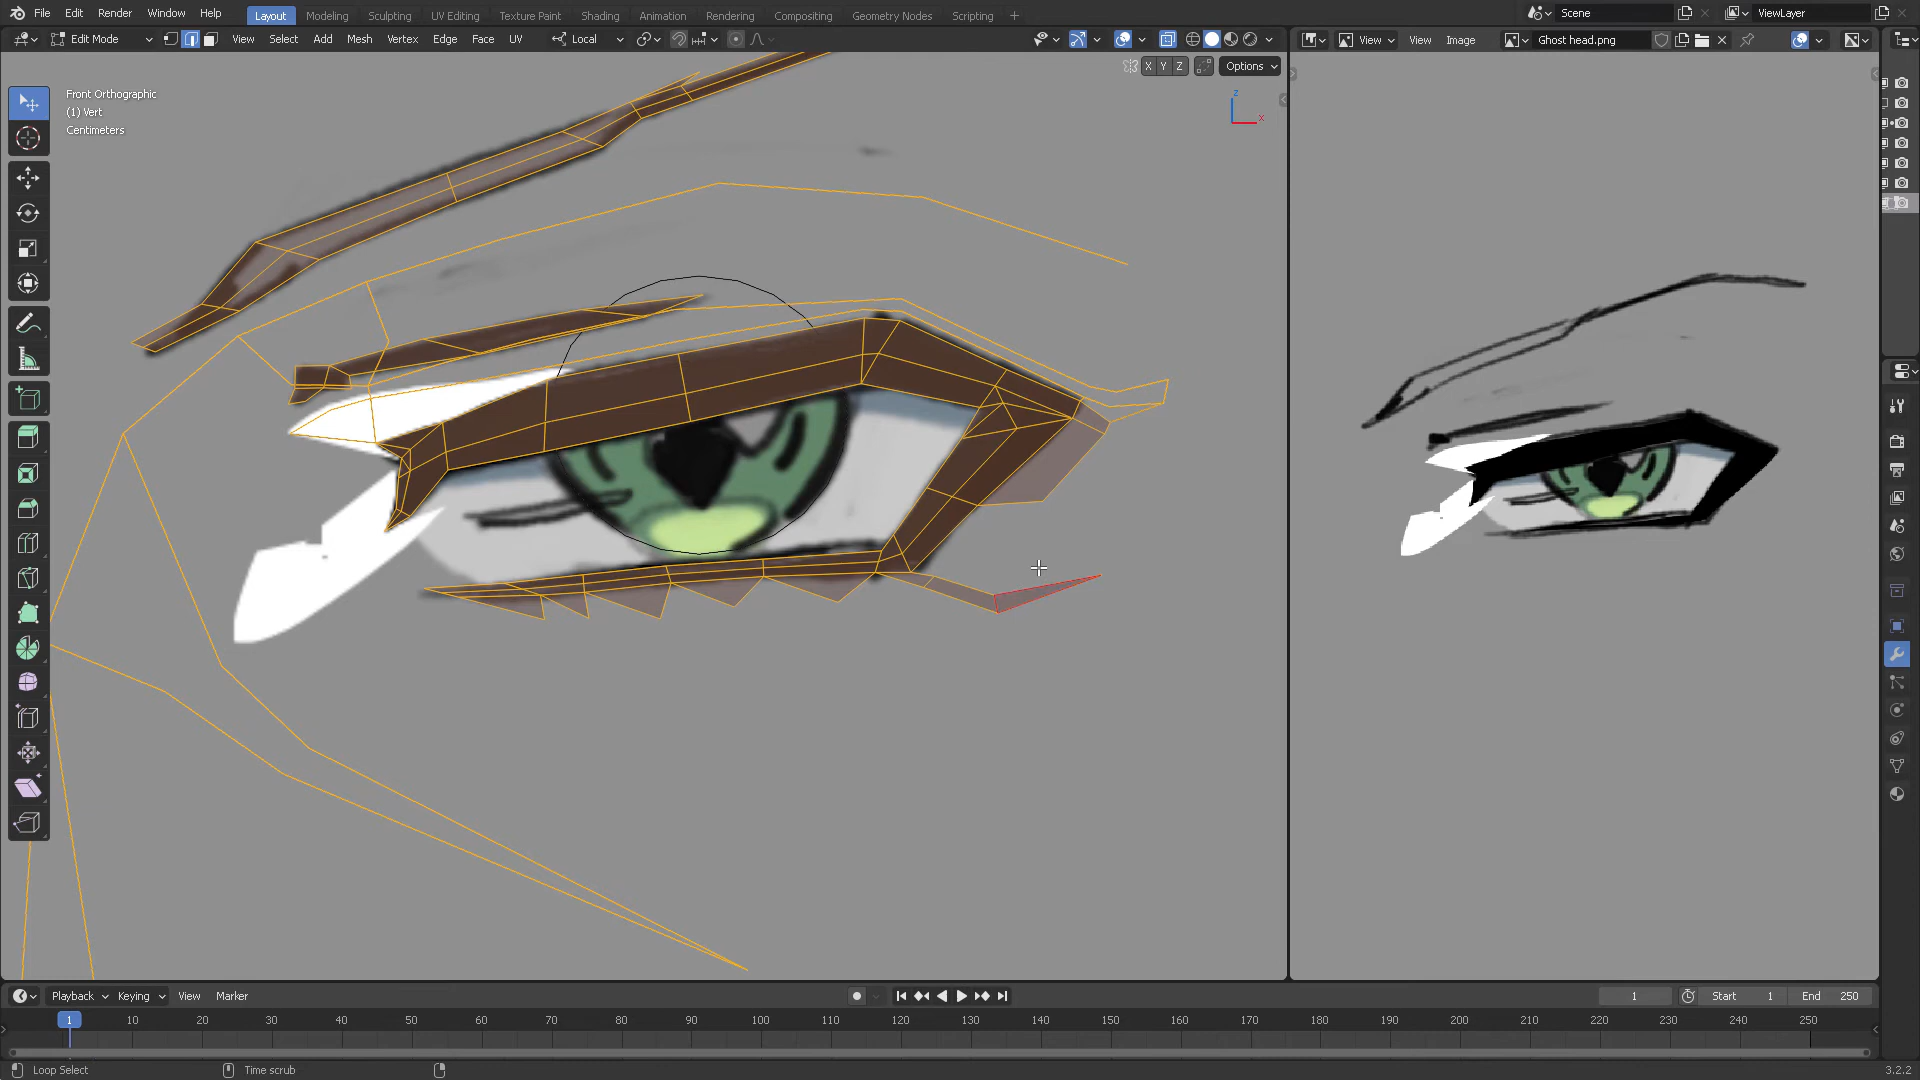 File Edit Render Window Help Layout Modeling Sculpting UV Editing Texture Paint Shading Animation Rendering Compositing Geometry Nodes Scripting + Scene ViewLayer
Edit Mode View Select Add Mesh Vertex Edge Face UV Local View View Image Ghost head.png
X Y Z Options
Front Orthographic
(1) Vert
Centimeters
Z
X
Playback Keying View Marker 1 Start 1 End 250
1 10 20 30 40 50 60 70 80 90 100 110 120 130 140 150 160 170 180 190 200 210 220 230 240 250
Loop Select Time scrub 3.2.2